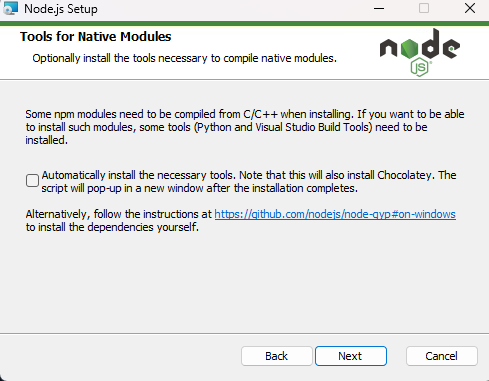 Node.js Setup
Tools for Native Modules
Optionally install the tools necessary to compile native modules.
node
JS
Some npm modules need to be compiled from C/C++ when installing. If you want to be able
to install such modules, some tools (Python and Visual Studio Build Tools) need to be
installed.
Automatically install the necessary tools. Note that this will also install Chocolatey. The
script will pop-up in a new window after the installation completes.
Alternatively, follow the instructions at https://github.com/nodejs/node-gyp#on-windows
to install the dependencies yourself.
Back
Next
Cancel